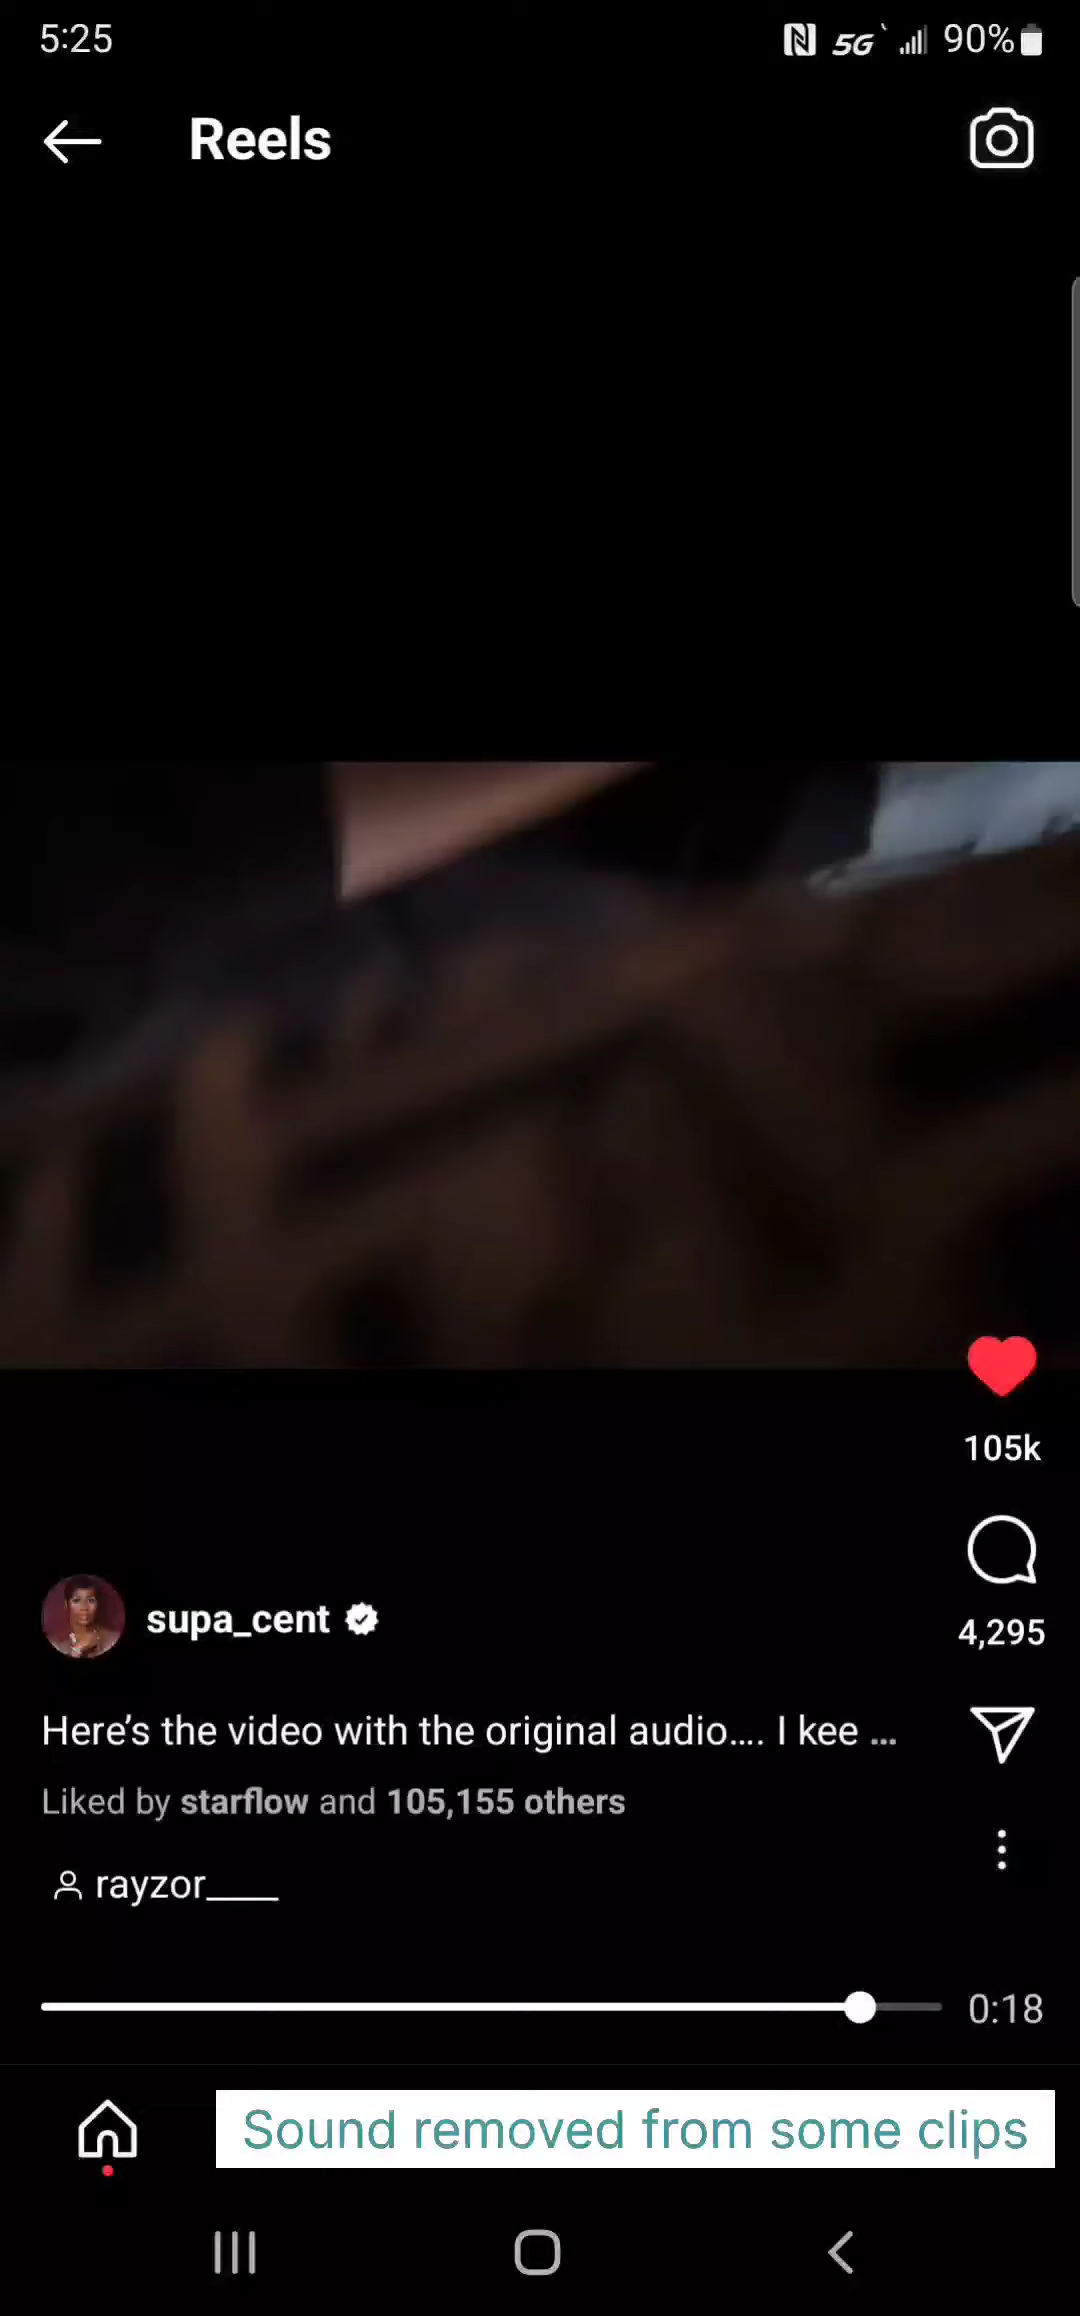 5:25
5G 90%
Reels
105k
4,295
supa_cent
Here's the video with the original audio.... I kee ...
Liked by starflow and 105,155 others
rayzor____
0:18
Sound removed from some clips